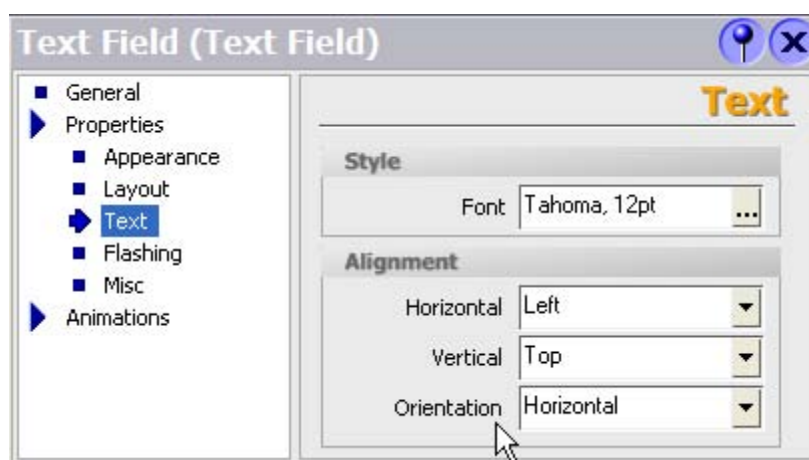 Text Field (Text Field)
General
Properties
Appearance
Layout
Text
Flashing
Misc
Animations
Text
Style
Font Tahoma, 12pt ...
Alignment
Horizontal Left
Vertical Top
Orientation Horizontal